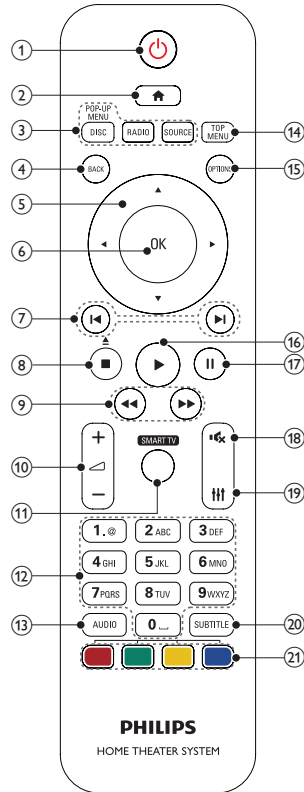 1
2
POP-UP
MENU
3 DISC RADIO SOURCE TOP
MENU 14
4 BACK OPTIONS 15
5
6 OK
7
16
8 17
9
+ SMART TV 18
10
− 19
11
1.@ 2 ABC 3 DEF
12 4 GHI 5 JKL 6 MNO
7 PQRS 8 TUV 9 WXYZ
13 AUDIO 0 ⎵ SUBTITLE 20
21
PHILIPS
HOME THEATER SYSTEM